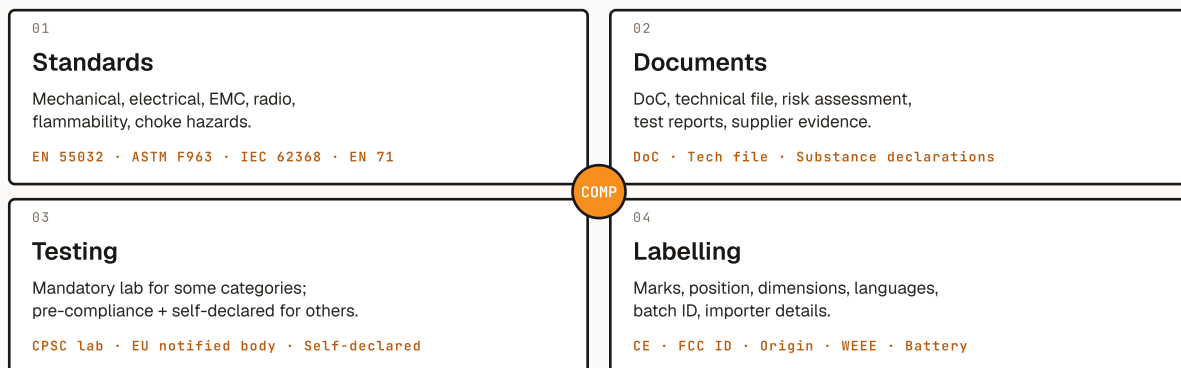 01
Standards
Mechanical, electrical, EMC, radio,
flammability, choke hazards.
EN 55032 · ASTM F963 · IEC 62368 · EN 71
02
Documents
DoC, technical file, risk assessment,
test reports, supplier evidence.
DoC · Tech file · Substance declarations
COMP
03
Testing
Mandatory lab for some categories;
pre-compliance + self-declared for others.
CPSC lab · EU notified body · Self-declared
04
Labelling
Marks, position, dimensions, languages,
batch ID, importer details.
CE · FCC ID · Origin · WEEE · Battery